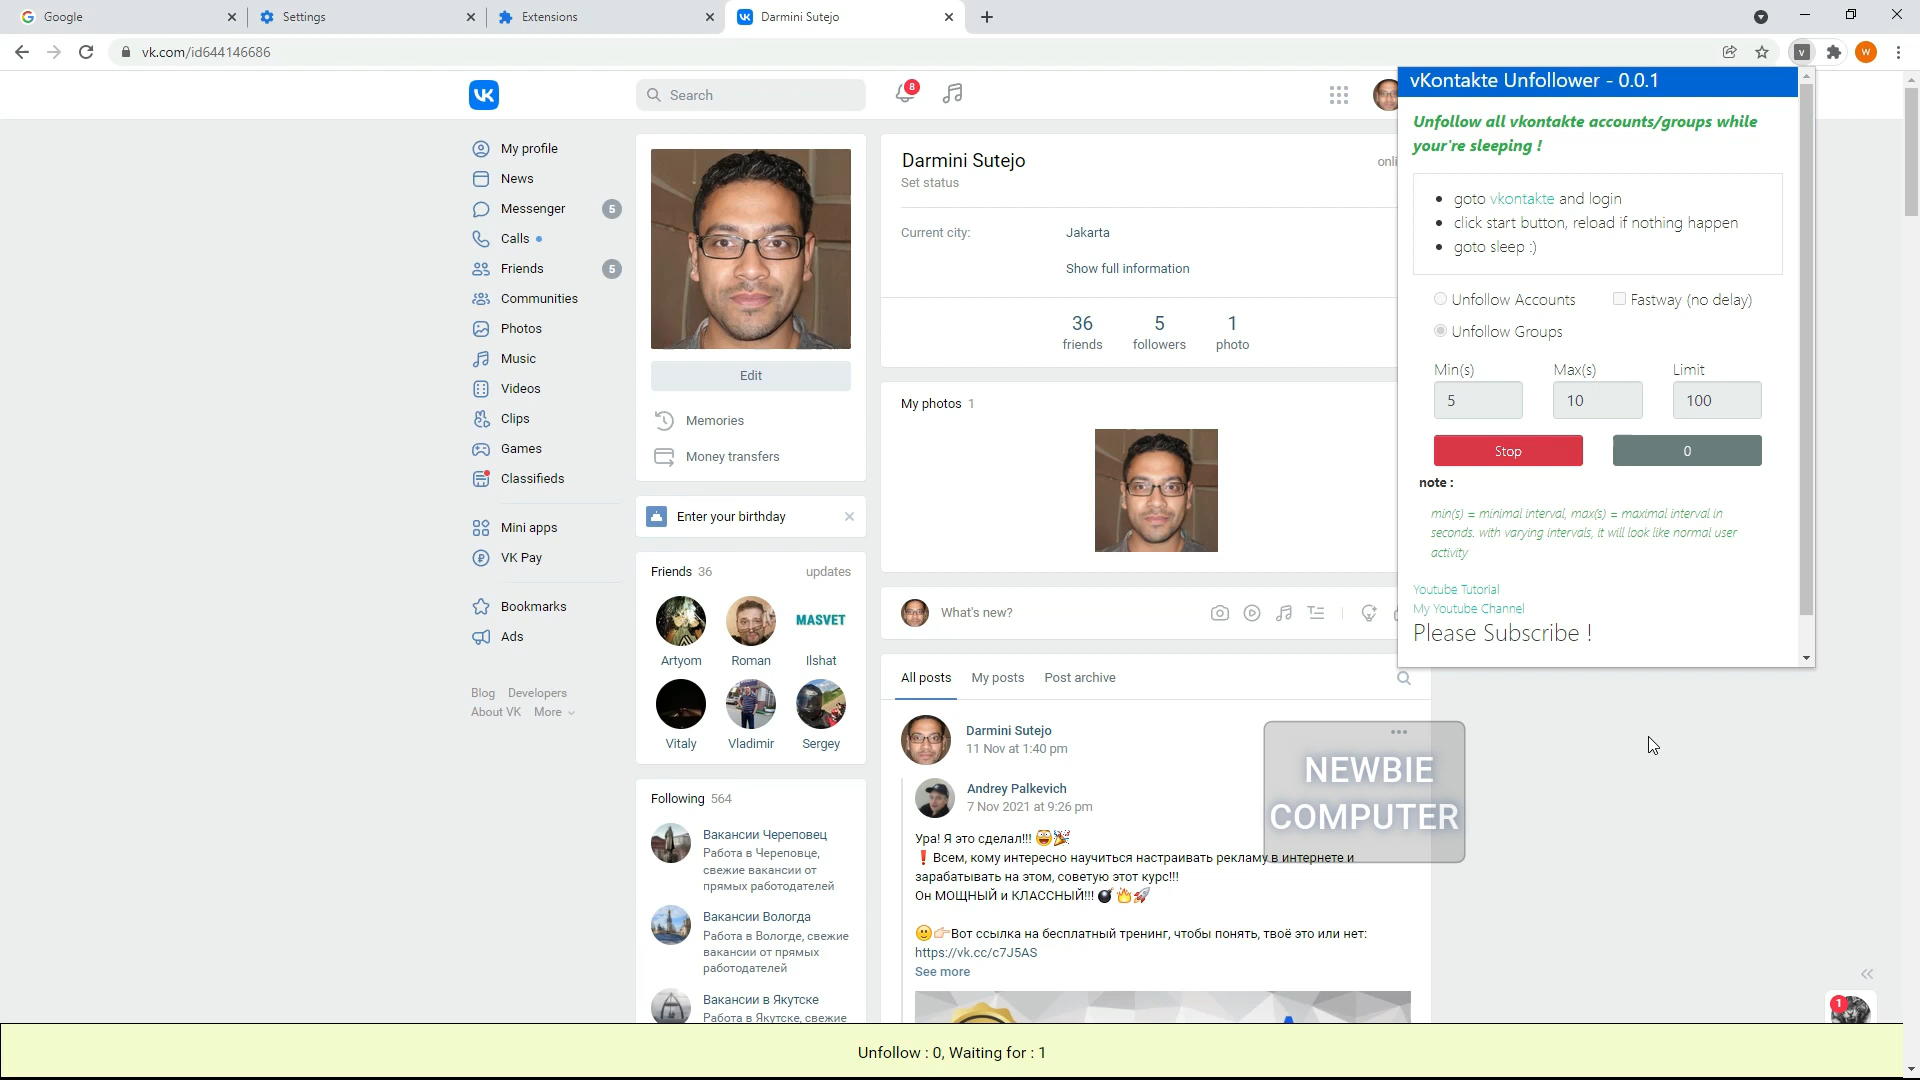 Google
Settings
Extensions
Darmini Sutejo
vk.com/id644146686
Search
8
My profile
News
Messenger 5
Calls
Friends 5
Communities
Photos
Music
Videos
Clips
Games
Classifieds
Mini apps
VK Pay
Bookmarks
Ads
Blog Developers
About VK More
Edit
Memories
Money transfers
Enter your birthday
Friends 36 updates
MASVET
Artyom Roman Ilshat
Vitaly Vladimir Sergey
Following 564
Вакансии Череповец
Работа в Череповце,
свежие вакансии от
прямых работодателей
Вакансии Вологда
Работа в Вологде, свежие
вакансии от прямых
работодателей
Вакансии в Якутске
Работа в Якутске, свежие
Darmini Sutejo
Set status
Current city: Jakarta
Show full information
36 5 1
friends followers photo
My photos 1
What's new?
All posts My posts Post archive
Darmini Sutejo
11 Nov at 1:40 pm
Andrey Palkevich
7 Nov 2021 at 9:26 pm
Ура! Я это сделал!!! 😄🎉
❗ Всем, кому интересно научиться настраивать рекламу в интернете и
зарабатывать на этом, советую этот курс!!!
Он МОЩНЫЙ и КЛАССНЫЙ!!! 💣🔥🚀
🙂👉🏻Вот ссылка на бесплатный тренинг, чтобы понять, твоё это или нет:
https://vk.cc/c7J5AS
See more
NEWBIE
COMPUTER
vKontakte Unfollower - 0.0.1
Unfollow all vkontakte accounts/groups while
your're sleeping !
• goto vkontakte and login
• click start button, reload if nothing happen
• goto sleep :)
Unfollow Accounts Fastway (no delay)
Unfollow Groups
Min(s) Max(s) Limit
5 10 100
Stop 0
note :
min(s) = minimal interval, max(s) = maximal interval in
seconds. with varying intervals, it will look like normal user
activity
Youtube Tutorial
My Youtube Channel
Please Subscribe !
1
Unfollow : 0, Waiting for : 1